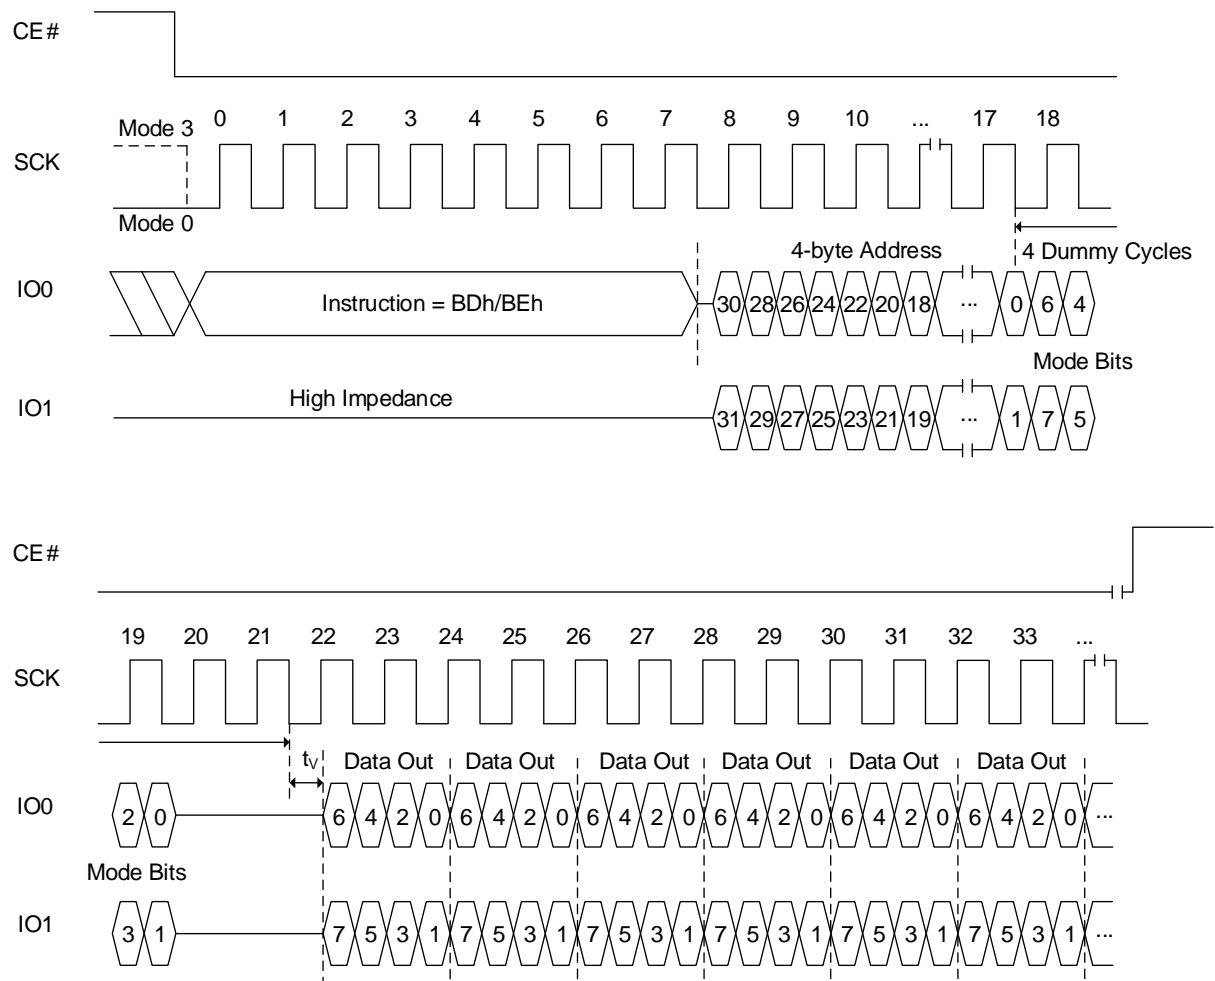 CE#
0 1 2 3 4 5 6 7 8 9 10 ... 17 18
Mode 3
SCK
Mode 0
4-byte Address 4 Dummy Cycles
IO0 Instruction = BDh/BEh 30 28 26 24 22 20 18 ... 0 6 4
Mode Bits
IO1 High Impedance 31 29 27 25 23 21 19 ... 1 7 5
CE#
19 20 21 22 23 24 25 26 27 28 29 30 31 32 33 ...
SCK
tV Data Out Data Out Data Out Data Out Data Out Data Out
IO0 2 0 6 4 2 0 6 4 2 0 6 4 2 0 6 4 2 0 6 4 2 0 6 4 2 0 ...
Mode Bits
IO1 3 1 7 5 3 1 7 5 3 1 7 5 3 1 7 5 3 1 7 5 3 1 7 5 3 1 ...